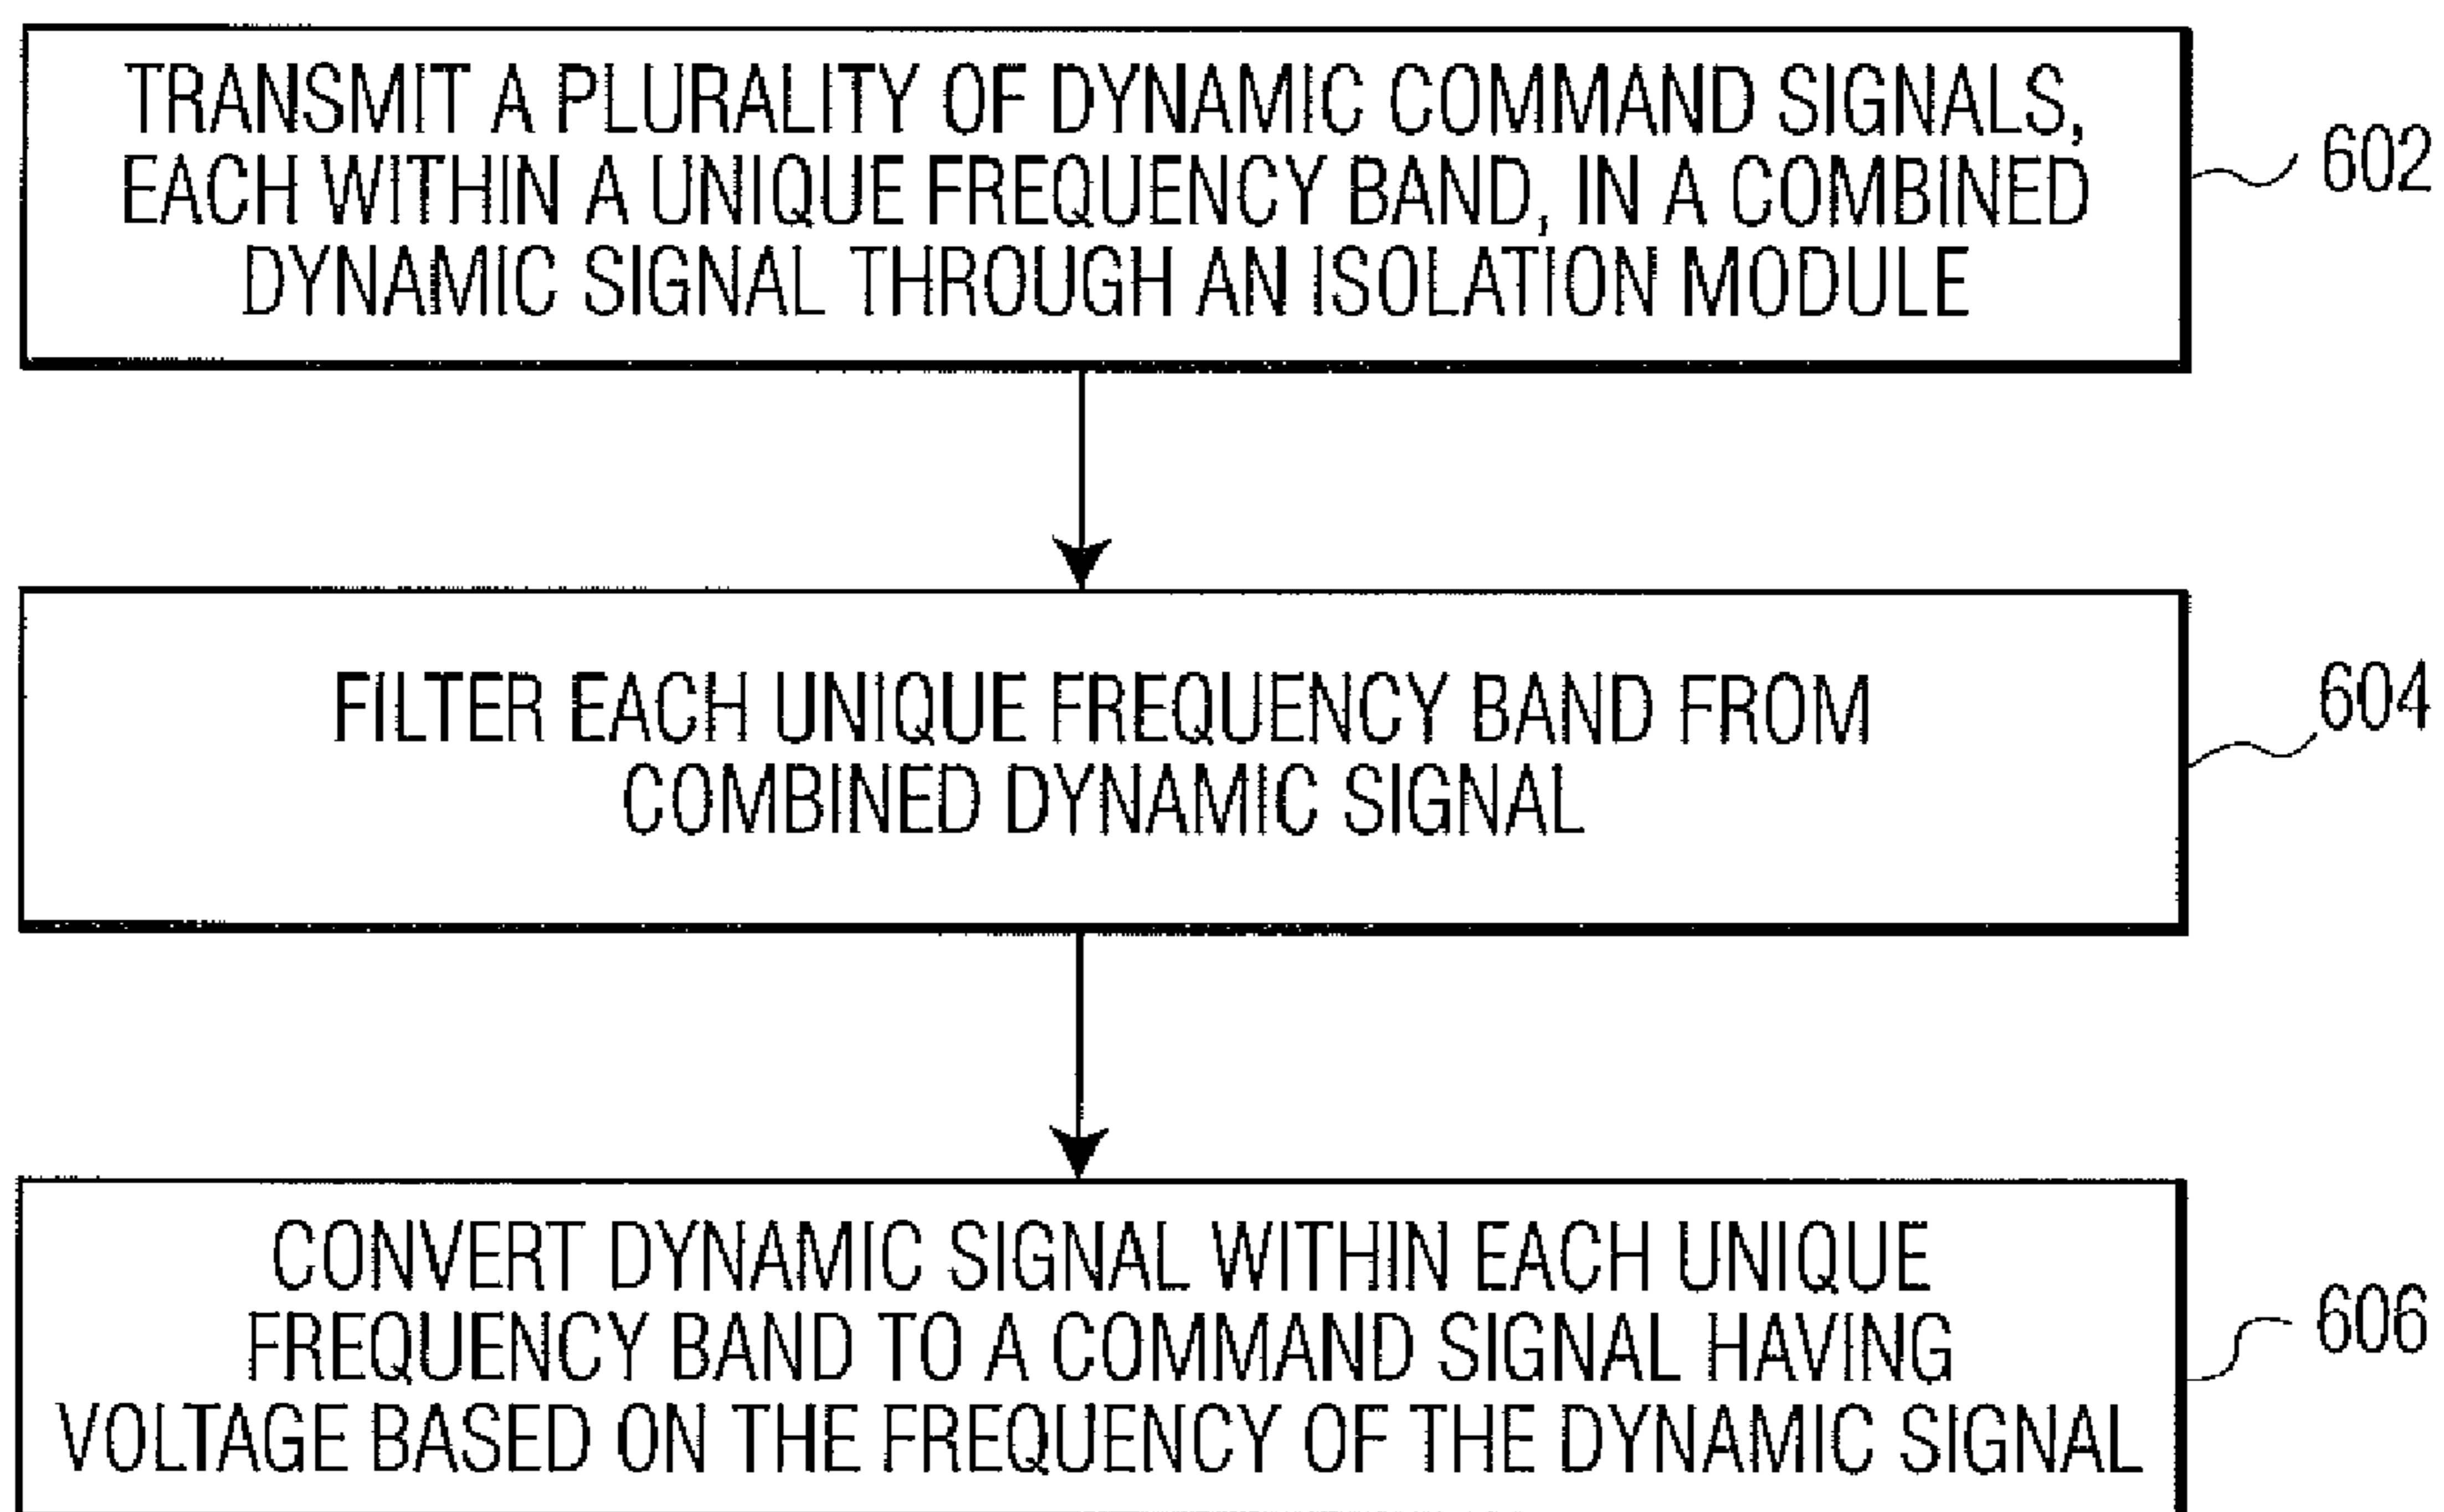 TRANSMIT A PLURALITY OF DYNAMIC COMMAND SIGNALS,
EACH WITHIN A UNIQUE FREQUENCY BAND, IN A COMBINED
DYNAMIC SIGNAL THROUGH AN ISOLATION MODULE
602
FILTER EACH UNIQUE FREQUENCY BAND FROM
COMBINED DYNAMIC SIGNAL
604
CONVERT DYNAMIC SIGNAL WITHIN EACH UNIQUE
FREQUENCY BAND TO A COMMAND SIGNAL HAVING
VOLTAGE BASED ON THE FREQUENCY OF THE DYNAMIC SIGNAL
606